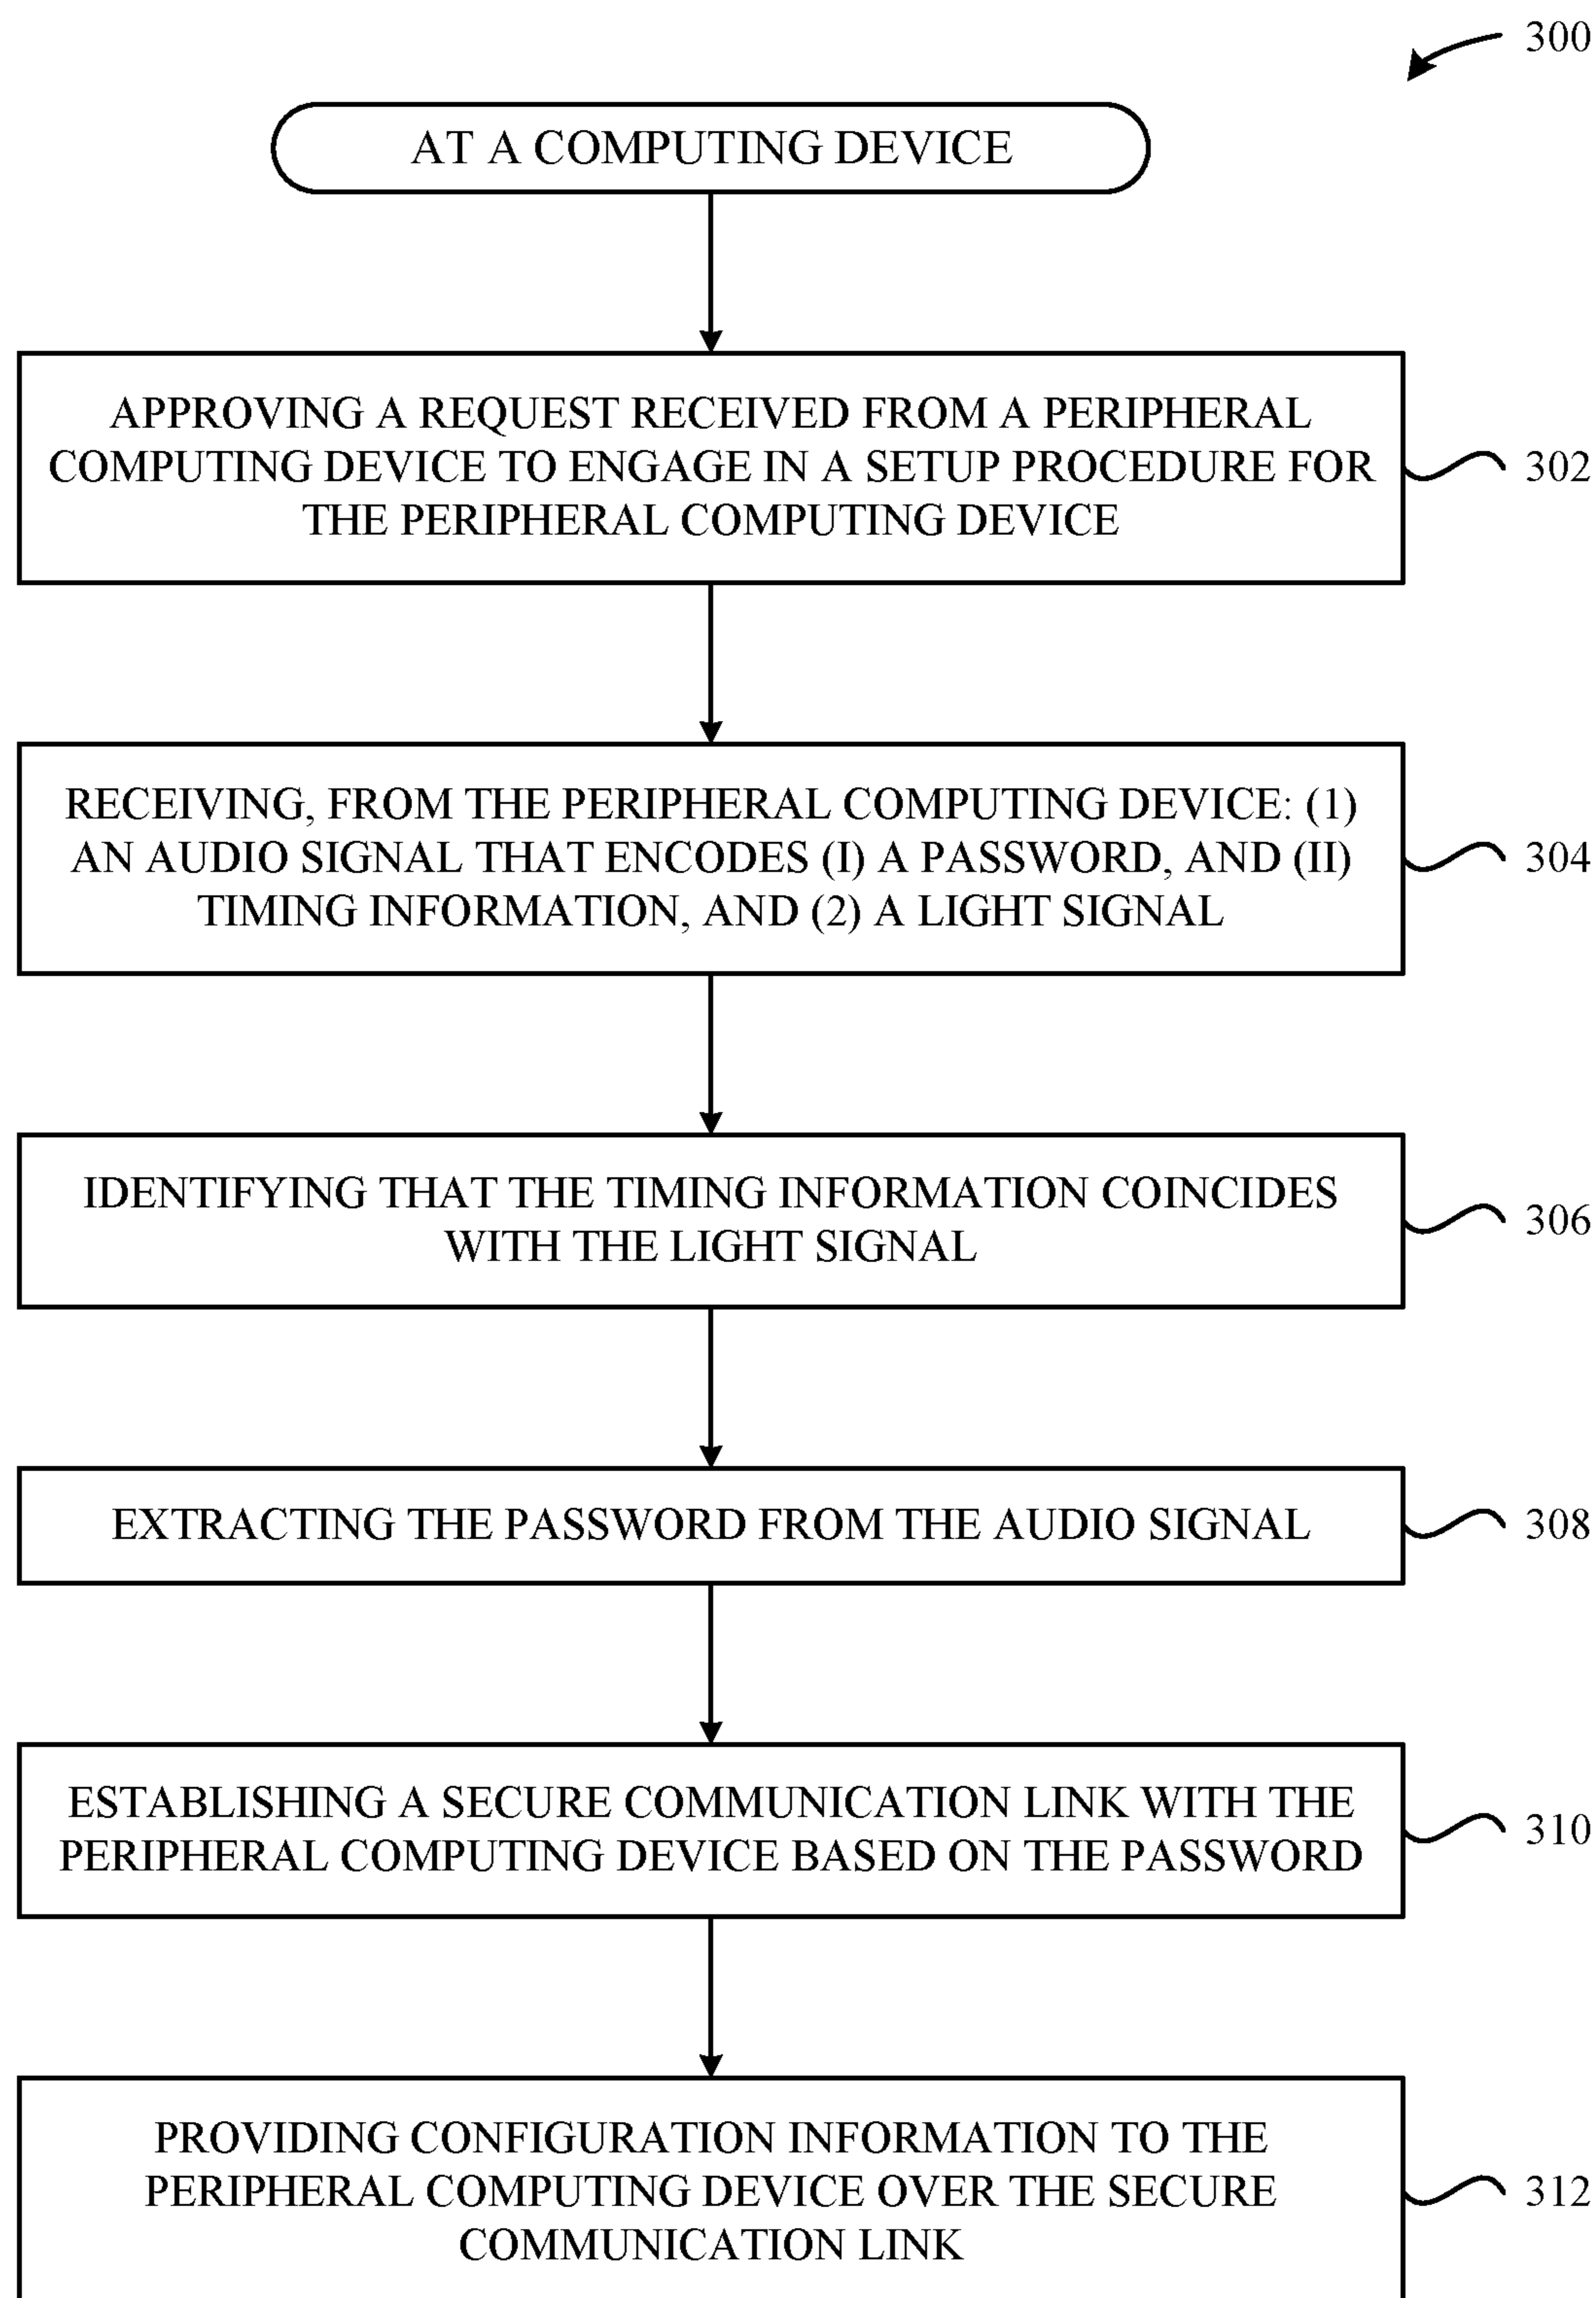 300
AT A COMPUTING DEVICE
APPROVING A REQUEST RECEIVED FROM A PERIPHERAL
COMPUTING DEVICE TO ENGAGE IN A SETUP PROCEDURE FOR
THE PERIPHERAL COMPUTING DEVICE
302
RECEIVING, FROM THE PERIPHERAL COMPUTING DEVICE: (1)
AN AUDIO SIGNAL THAT ENCODES (I) A PASSWORD, AND (II)
TIMING INFORMATION, AND (2) A LIGHT SIGNAL
304
IDENTIFYING THAT THE TIMING INFORMATION COINCIDES
WITH THE LIGHT SIGNAL
306
EXTRACTING THE PASSWORD FROM THE AUDIO SIGNAL
308
ESTABLISHING A SECURE COMMUNICATION LINK WITH THE
PERIPHERAL COMPUTING DEVICE BASED ON THE PASSWORD
310
PROVIDING CONFIGURATION INFORMATION TO THE
PERIPHERAL COMPUTING DEVICE OVER THE SECURE
COMMUNICATION LINK
312